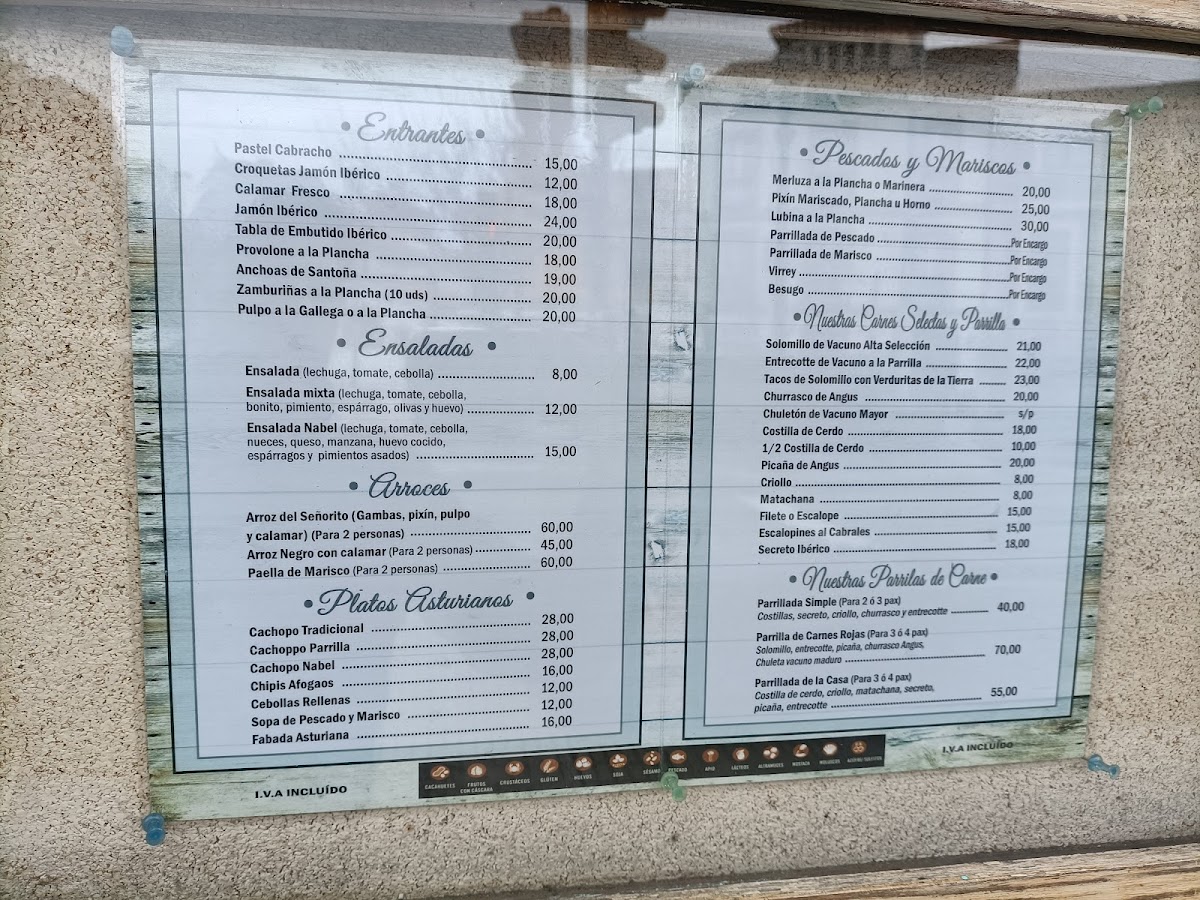 • Entrantes •
Pastel Cabracho 15,00
Croquetas Jamón Ibérico 12,00
Calamar Fresco 18,00
Jamón Ibérico 24,00
Tabla de Embutido Ibérico 20,00
Provolone a la Plancha 18,00
Anchoas de Santoña 19,00
Zamburiñas a la Plancha (10 uds) 20,00
Pulpo a la Gallega o a la Plancha 20,00
• Ensaladas •
Ensalada (lechuga, tomate, cebolla) 8,00
Ensalada mixta (lechuga, tomate, cebolla,
bonito, pimiento, espárrago, olivas y huevo) 12,00
Ensalada Nabel (lechuga, tomate, cebolla,
nueces, queso, manzana, huevo cocido,
espárragos y pimientos asados) 15,00
• Arroces •
Arroz del Señorito (Gambas, pixín, pulpo
y calamar) (Para 2 personas) 60,00
Arroz Negro con calamar (Para 2 personas) 45,00
Paella de Marisco (Para 2 personas) 60,00
• Platos Asturianos •
Cachopo Tradicional 28,00
Cachoppo Parrilla 28,00
Cachopo Nabel 28,00
Chipis Afogaos 16,00
Cebollas Rellenas 12,00
Sopa de Pescado y Marisco 12,00
Fabada Asturiana 16,00
I.V.A INCLUÍDO
• Pescados y Mariscos •
Merluza a la Plancha o Marinera 20,00
Pixín Mariscado, Plancha u Horno 25,00
Lubina a la Plancha 30,00
Parrillada de Pescado Por Encargo
Parrillada de Marisco Por Encargo
Virrey Por Encargo
Besugo Por Encargo
• Nuestras Carnes Selectas y Parrilla •
Solomillo de Vacuno Alta Selección 21,00
Entrecotte de Vacuno a la Parrilla 22,00
Tacos de Solomillo con Verduritas de la Tierra 23,00
Churrasco de Angus 20,00
Chuletón de Vacuno Mayor s/p
Costilla de Cerdo 18,00
1/2 Costilla de Cerdo 10,00
Picaña de Angus 20,00
Criollo 8,00
Matachana 8,00
Filete o Escalope 15,00
Escalopines al Cabrales 15,00
Secreto Ibérico 18,00
• Nuestras Parrilas de Carne •
Parrillada Simple (Para 2 ó 3 pax)
Costillas, secreto, criollo, churrasco y entrecotte 40,00
Parrilla de Carnes Rojas (Para 3 ó 4 pax)
Solomillo, entrecotte, picaña, churrasco Angus,
Chuleta vacuno maduro 70,00
Parrillada de la Casa (Para 3 ó 4 pax)
Costilla de cerdo, criollo, matachana, secreto,
picaña, entrecotte 55,00
I.V.A INCLUÍDO
CACAHUETES FRUTOS CON CÁSCARA CRUSTÁCEOS GLUTEN HUEVOS SOJA SÉSAMO PESCADO APIO LÁCTEOS ALTRAMUCES MOSTAZA MOLUSCOS